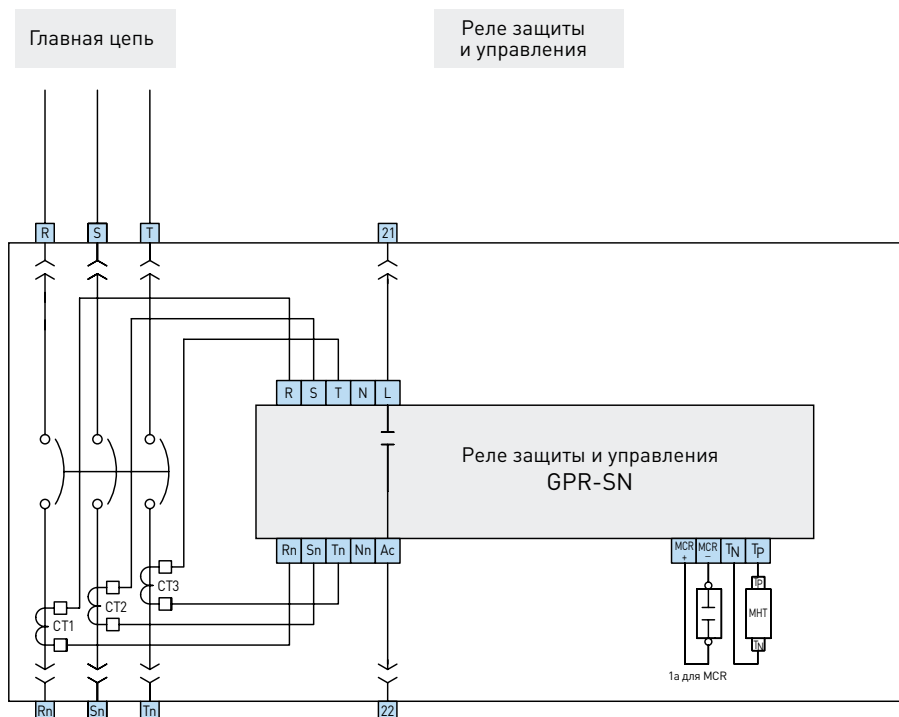 Главная цепь
Реле защиты
и управления
R S T 21
R S T N L
Реле защиты и управления
GPR-SN
Rn Sn Tn Nn Ac
MCR + MCR – TN TP
CT1
CT2
CT3
TP
МНТ
TN
1a для MCR
Rn Sn Tn 22